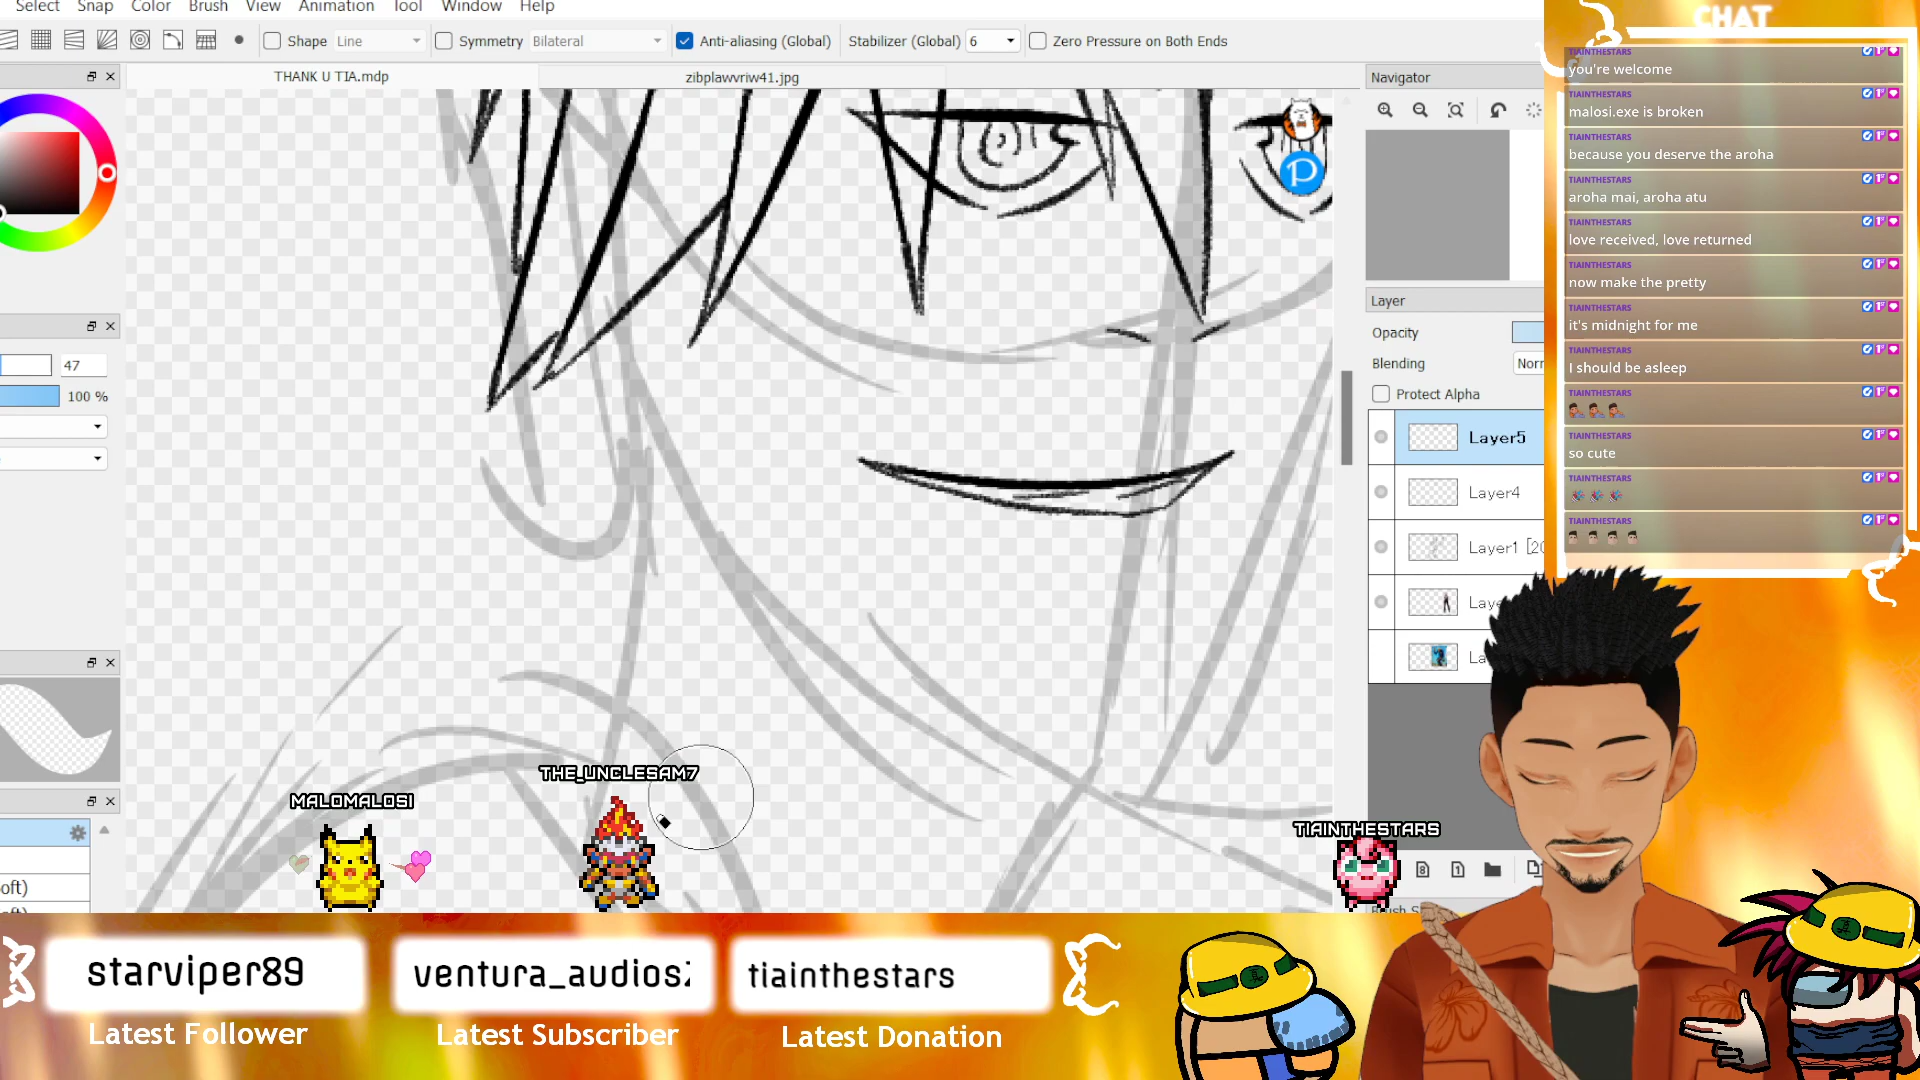 Select Snap Color Brush View Animation Tool Window Help
Shape Line Symmetry Bilateral Anti-aliasing (Global) Stabilizer (Global) 6 Zero Pressure on Both Ends
THANK U TIA.mdp
zibplawvriw41.jpg
Navigator
Layer
Opacity
Blending
Protect Alpha
Layer5
Layer4
Layer1
47
100 %
oft)
P
CHAT
TIAINTHESTARS
you're welcome
TIAINTHESTARS
malosi.exe is broken
TIAINTHESTARS
because you deserve the aroha
TIAINTHESTARS
aroha mai, aroha atu
TIAINTHESTARS
love received, love returned
TIAINTHESTARS
now make the pretty
TIAINTHESTARS
it's midnight for me
TIAINTHESTARS
I should be asleep
TIAINTHESTARS
TIAINTHESTARS
so cute
TIAINTHESTARS
TIAINTHESTARS
MALOMALOSI
THE_UNCLESAM7
TIAINTHESTARS
starviper89
Latest Follower
ventura_audios
Latest Subscriber
tiainthestars
Latest Donation